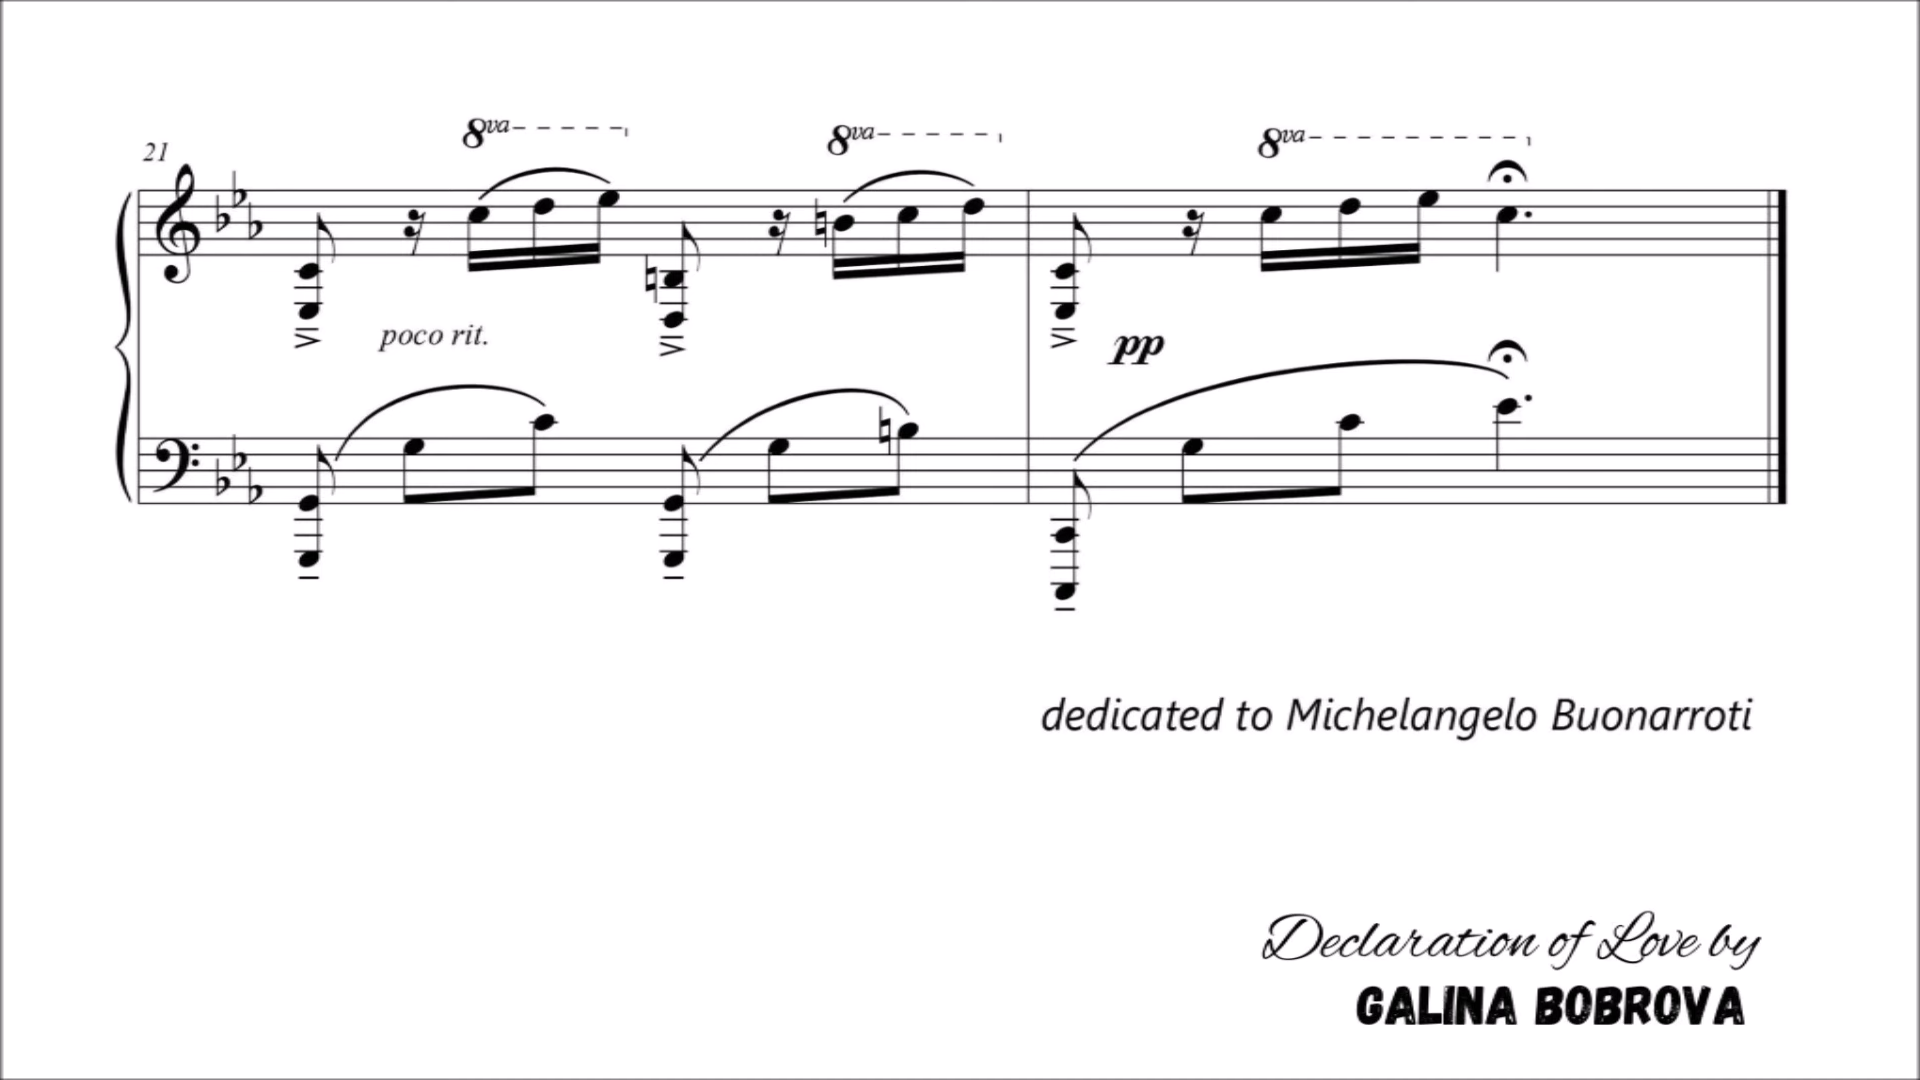 8va 8va 8va
21
poco rit.
pp
dedicated to Michelangelo Buonarroti
Declaration of Love by
GALINA BOBROVA